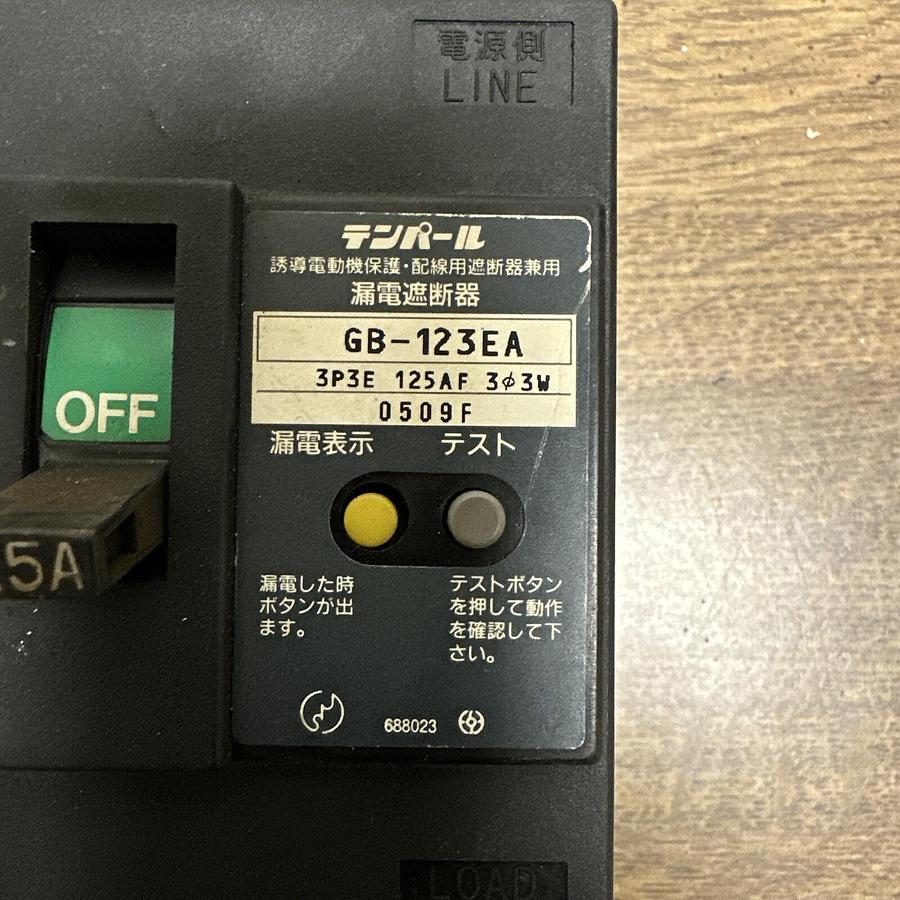 電源側
LINE
テンパール
誘導電動機保護・配線用遮断器兼用
漏電遮断器
GB-123EA
3P3E 125AF 3φ3W
0509F
OFF
漏電表示 テスト
5A
漏電した時
ボタンが出
ます。
テストボタン
を押して動作
を確認して下
さい。
688023
LOAD